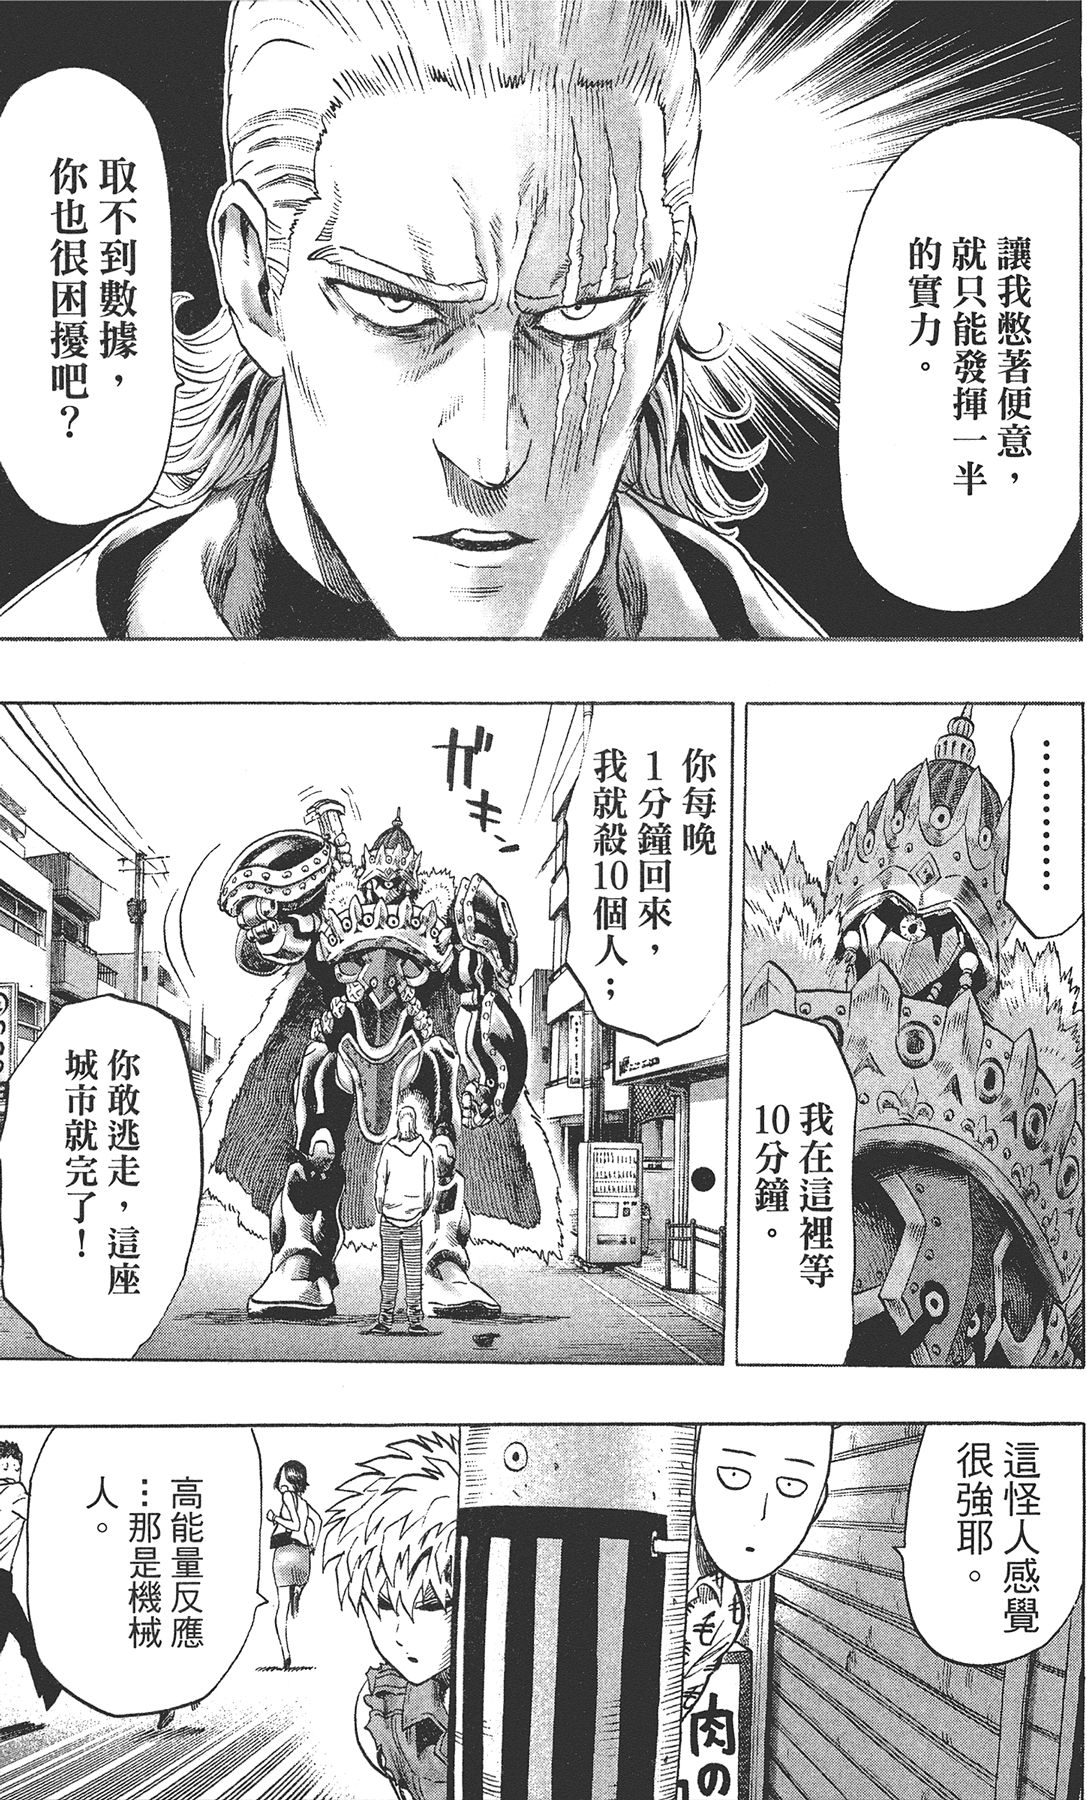 讓我憋著便意，
就只能發揮一半
的實力。
取不到數據，
你也很困擾吧？
…………
我在這裡等
10分鐘。
你每晚
1分鐘回來，
我就殺10個人；
ガキン
你敢逃走，這座
城市就完了！
這怪人感覺
很強耶。
高能量反應
…那是機械
人。
もも
肉の